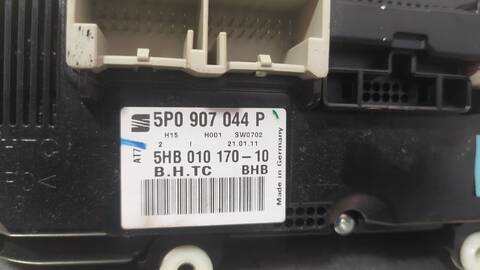 5P0 907 044 P
H15 H001 SW0702
2 I 21.01.11
5HB 010 170-10
B.H.TC BHB
Made in Germany